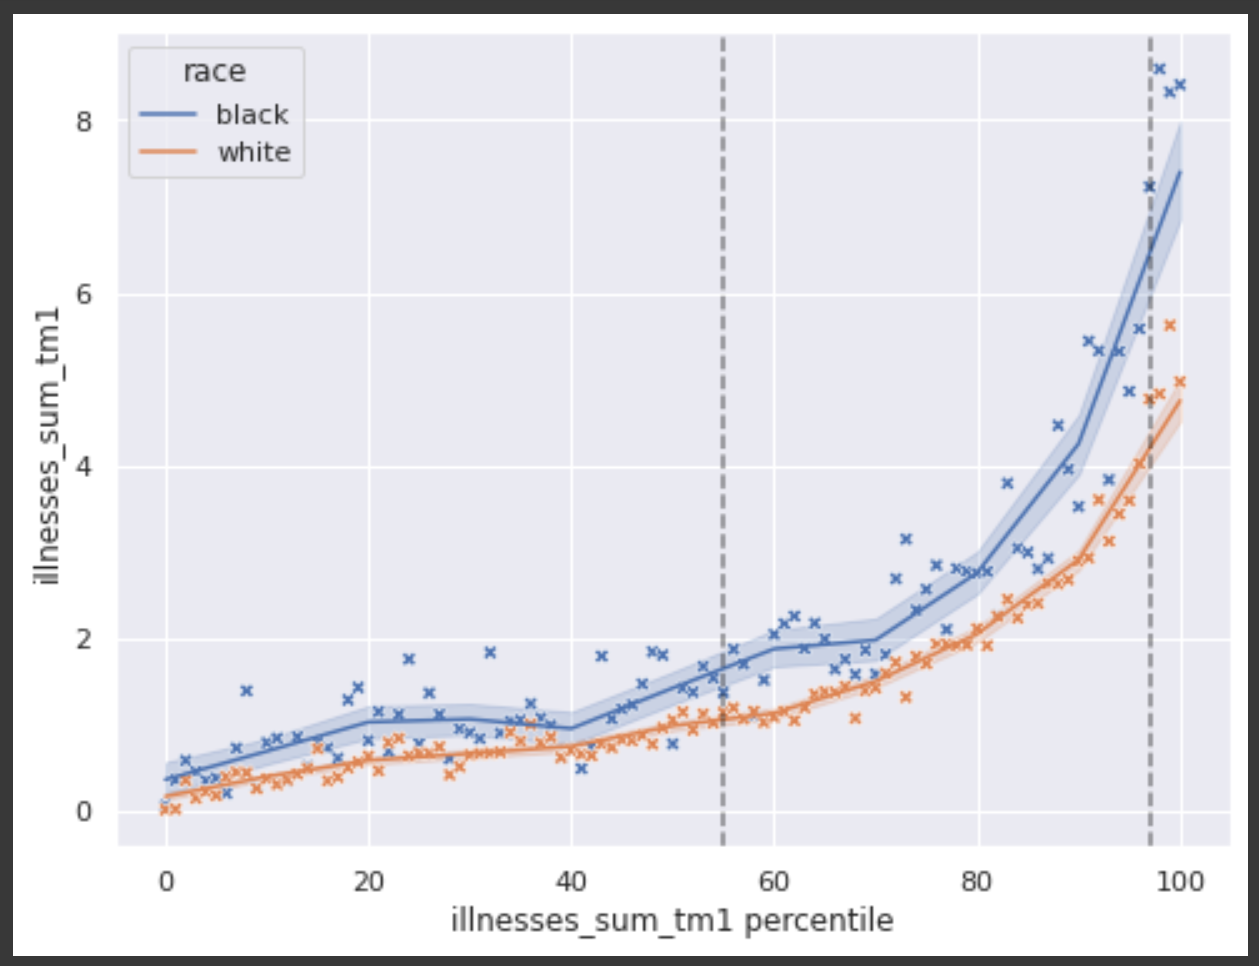 race
black
white
8
6
4
2
0
illnesses_sum_tm1
0 20 40 60 80 100
illnesses_sum_tm1 percentile